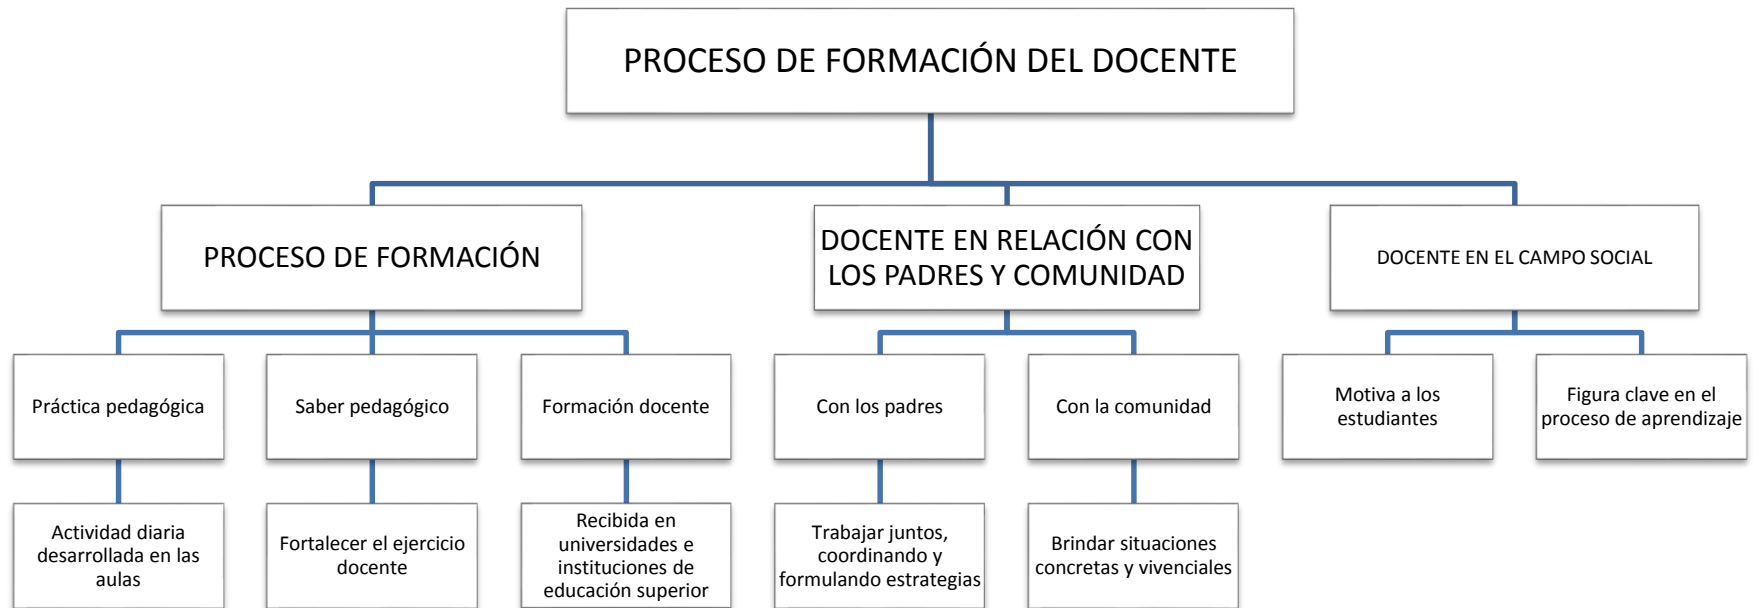 PROCESO DE FORMACIÓN DEL DOCENTE
PROCESO DE FORMACIÓN
DOCENTE EN RELACIÓN CON
LOS PADRES Y COMUNIDAD
DOCENTE EN EL CAMPO SOCIAL
Práctica pedagógica
Saber pedagógico
Formación docente
Con los padres
Con la comunidad
Motiva a los
estudiantes
Figura clave en el
proceso de aprendizaje
Actividad diaria
desarrollada en las
aulas
Fortalecer el ejercicio
docente
Recibida en
universidades e
instituciones de
educación superior
Trabajar juntos,
coordinando y
formulando estrategias
Brindar situaciones
concretas y vivenciales